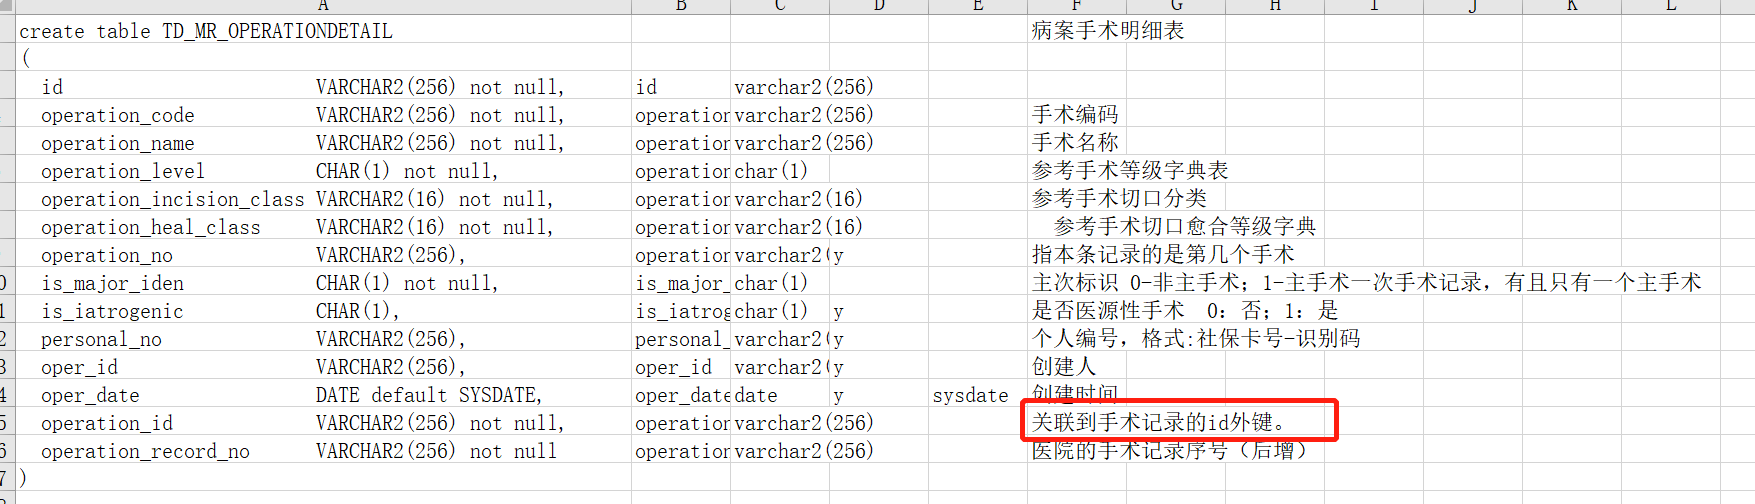 A B C D E F G H I J K L
create table TD_MR_OPERATIONDETAIL 病案手术明细表
(
id VARCHAR2(256) not null, id varchar2(256)
operation_code VARCHAR2(256) not null, operation varchar2(256) 手术编码
operation_name VARCHAR2(256) not null, operation varchar2(256) 手术名称
operation_level CHAR(1) not null, operation char(1) 参考手术等级字典表
operation_incision_class VARCHAR2(16) not null, operation varchar2(16) 参考手术切口分类
operation_heal_class VARCHAR2(16) not null, operation varchar2(16) 参考手术切口愈合等级字典
operation_no VARCHAR2(256), operation varchar2( y 指本条记录的是第几个手术
0 is_major_iden CHAR(1) not null, is_major_ char(1) 主次标识 0-非主手术；1-主手术一次手术记录，有且只有一个主手术
1 is_iatrogenic CHAR(1), is_iatrog char(1) y 是否医源性手术 0：否；1：是
2 personal_no VARCHAR2(256), personal_ varchar2( y 个人编号，格式:社保卡号-识别码
3 oper_id VARCHAR2(256), oper_id varchar2( y 创建人
4 oper_date DATE default SYSDATE, oper_date date y sysdate 创建时间
5 operation_id VARCHAR2(256) not null, operation varchar2(256) 关联到手术记录的id外键。
6 operation_record_no VARCHAR2(256) not null operation varchar2(256) 医院的手术记录序号（后增）
7 )